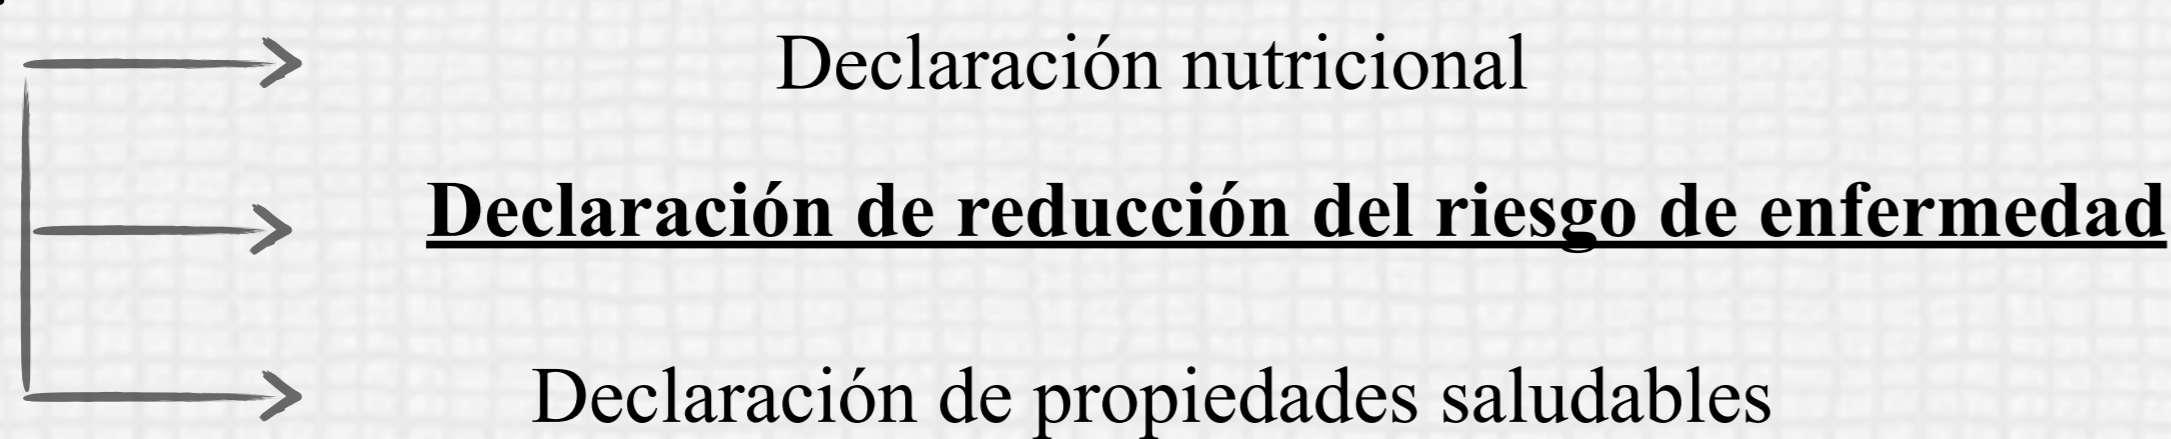 Declaración nutricional
Declaración de reducción del riesgo de enfermedad
Declaración de propiedades saludables